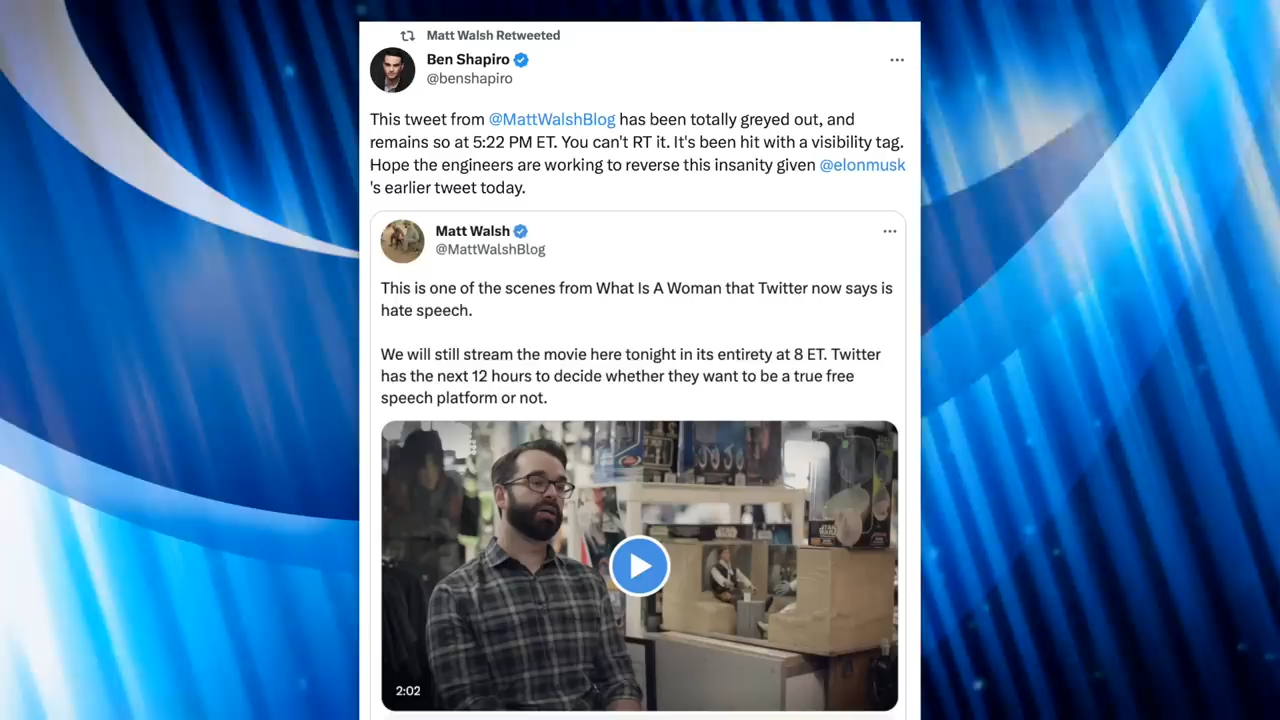 Matt Walsh Retweeted
Ben Shapiro
@benshapiro
This tweet from @MattWalshBlog has been totally greyed out, and
remains so at 5:22 PM ET. You can't RT it. It's been hit with a visibility tag.
Hope the engineers are working to reverse this insanity given @elonmusk
's earlier tweet today.
Matt Walsh
@MattWalshBlog
This is one of the scenes from What Is A Woman that Twitter now says is
hate speech.
We will still stream the movie here tonight in its entirety at 8 ET. Twitter
has the next 12 hours to decide whether they want to be a true free
speech platform or not.
STAR WARS
STAR WARS
2:02